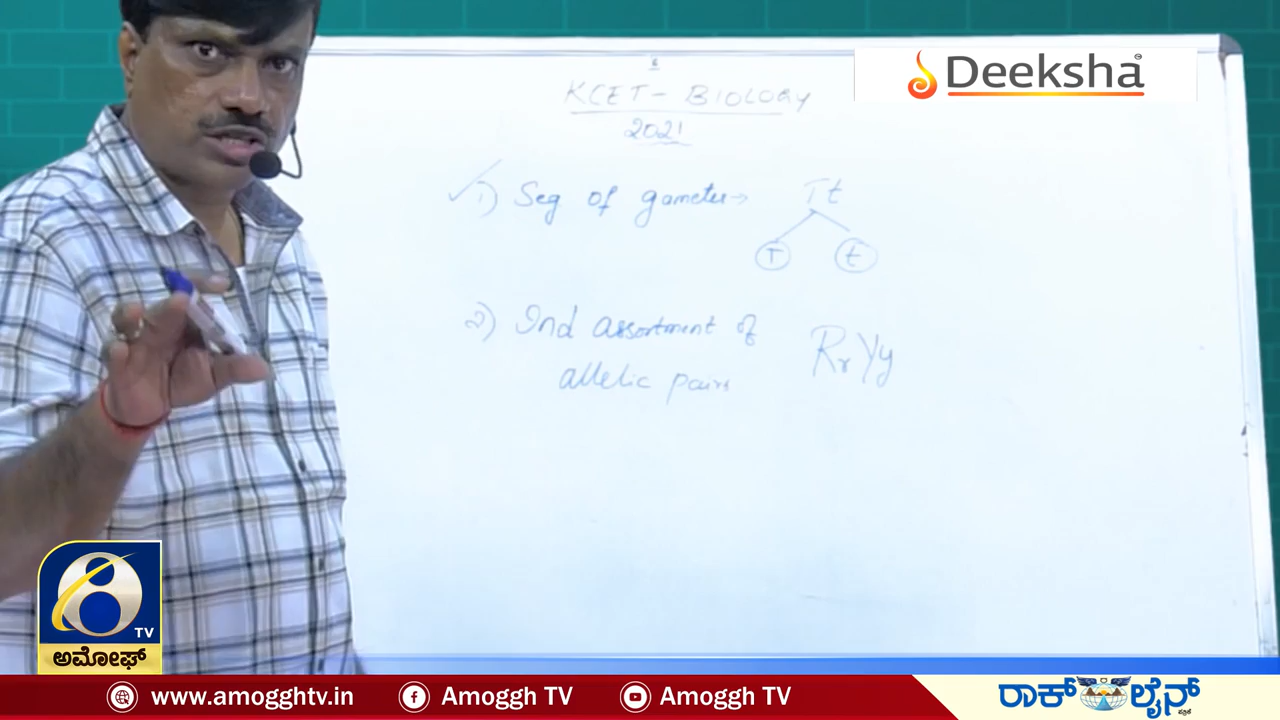 Deeksha
KCET - BIOLOGY
2021
✓ 1) Seg of gametes → Tt
T t
2) Ind assortment of
allelic pairs RrYy
8 TV
ಅಮೋಘ್
www.amogghtv.in Amoggh TV Amoggh TV
ರಾಕ್ ಲೈನ್